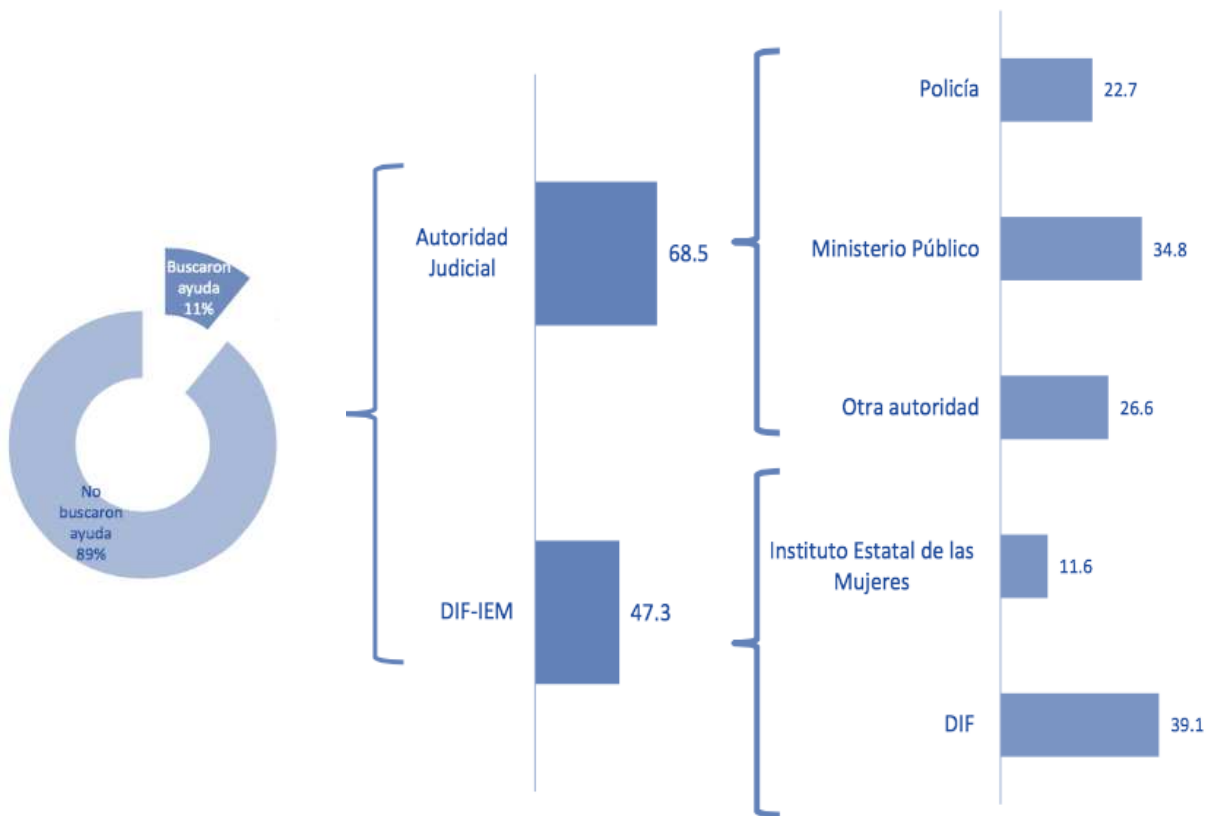 Buscaron
ayuda
11%
No
buscaron
ayuda
89%
Autoridad
Judicial
68.5
DIF-IEM
47.3
Policía
22.7
Ministerio Público
34.8
Otra autoridad
26.6
Instituto Estatal de las
Mujeres
11.6
DIF
39.1